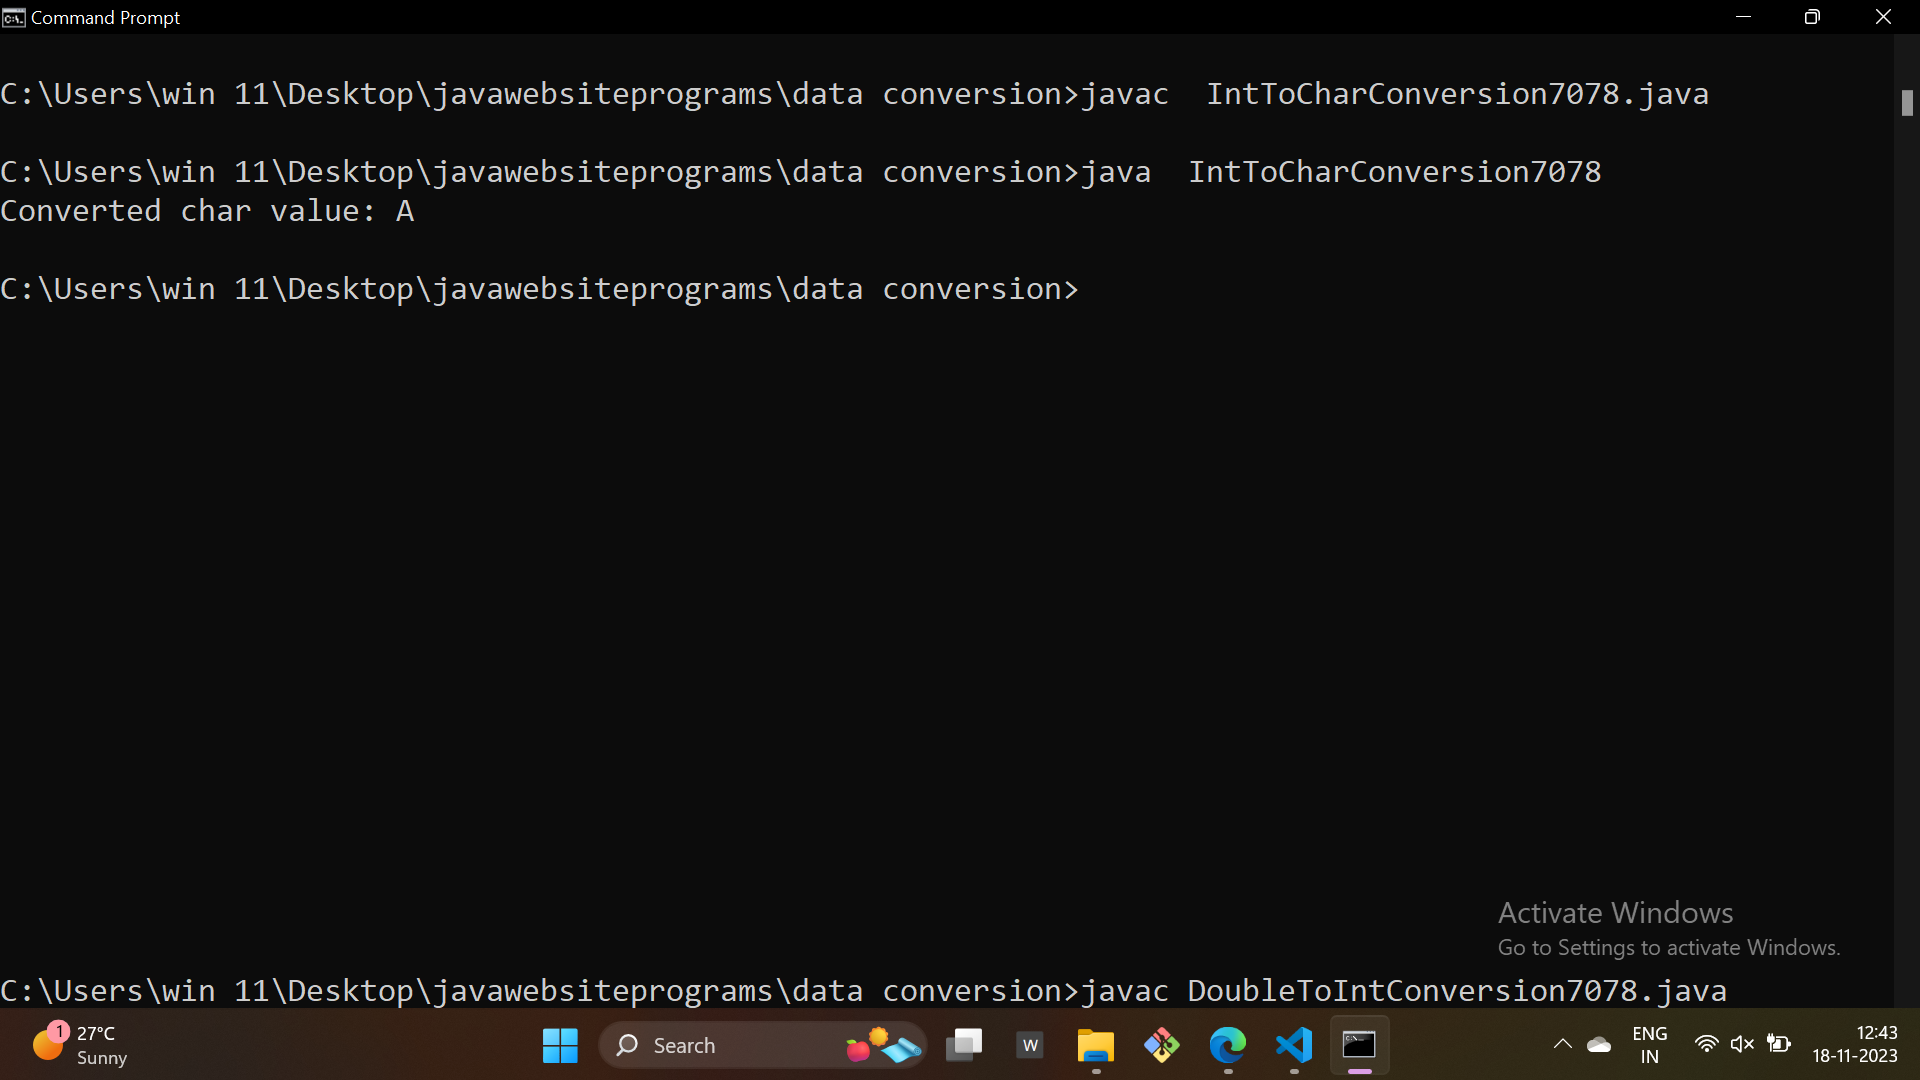 Command Prompt
C:\Users\win 11\Desktop\javawebsiteprograms\data conversion>javac  IntToCharConversion7078.java
C:\Users\win 11\Desktop\javawebsiteprograms\data conversion>java  IntToCharConversion7078
Converted char value: A
C:\Users\win 11\Desktop\javawebsiteprograms\data conversion>
Activate Windows
Go to Settings to activate Windows.
C:\Users\win 11\Desktop\javawebsiteprograms\data conversion>javac DoubleToIntConversion7078.java
1
27°C
Sunny
Search
W
ENG
IN
12:43
18-11-2023